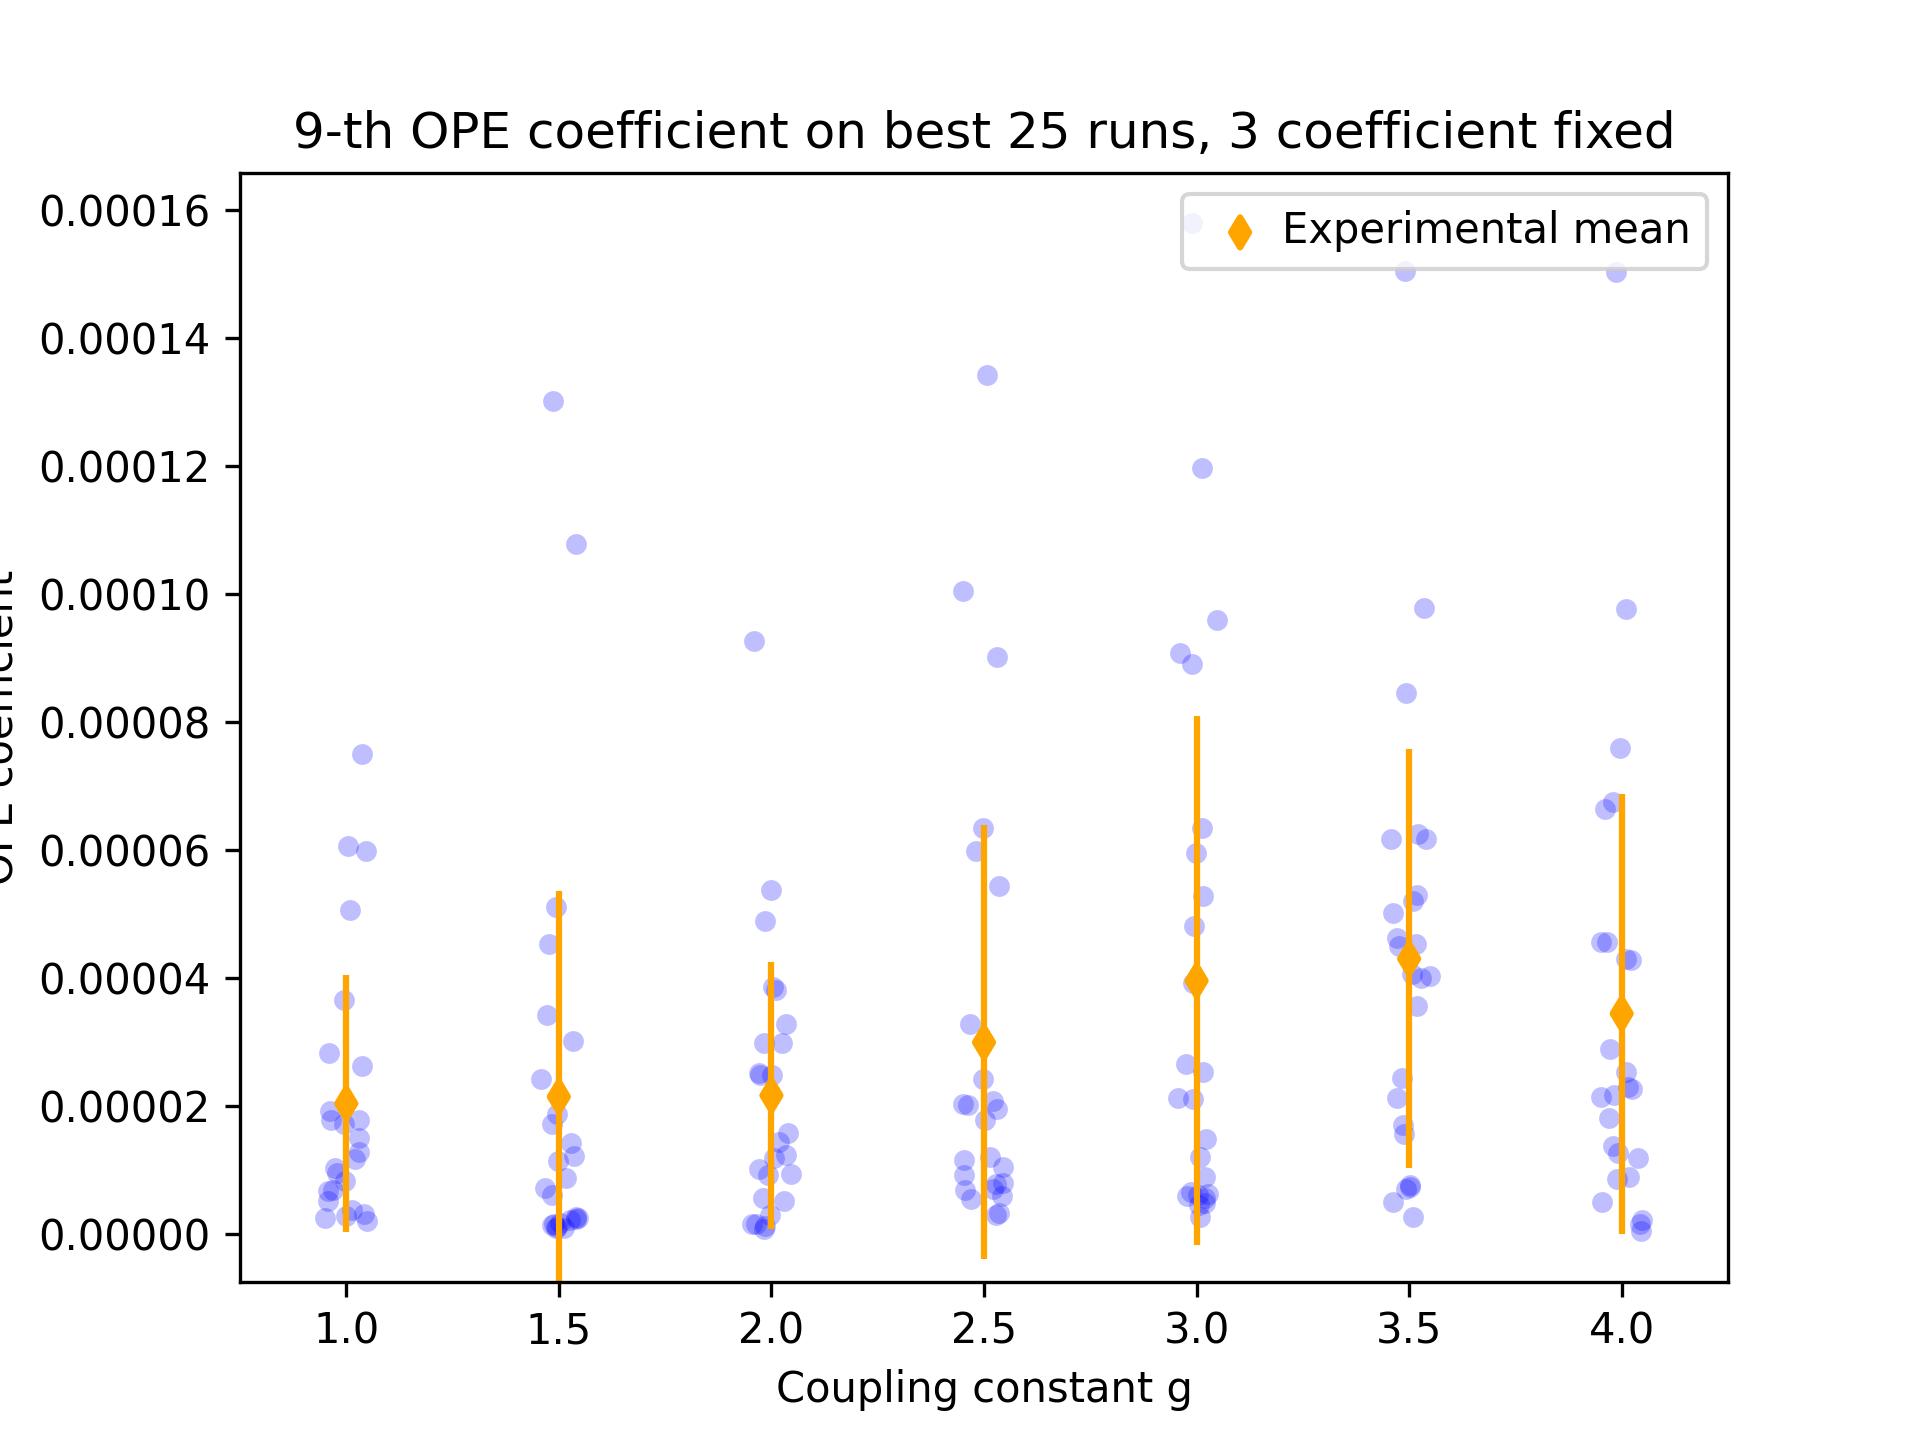 9-th OPE coefficient on best 25 runs, 3 coefficient fixed
0.00016
0.00014
0.00012
0.00010
0.00008
0.00006
0.00004
0.00002
0.00000
OPE coefficient
Experimental mean
1.0 1.5 2.0 2.5 3.0 3.5 4.0
Coupling constant g